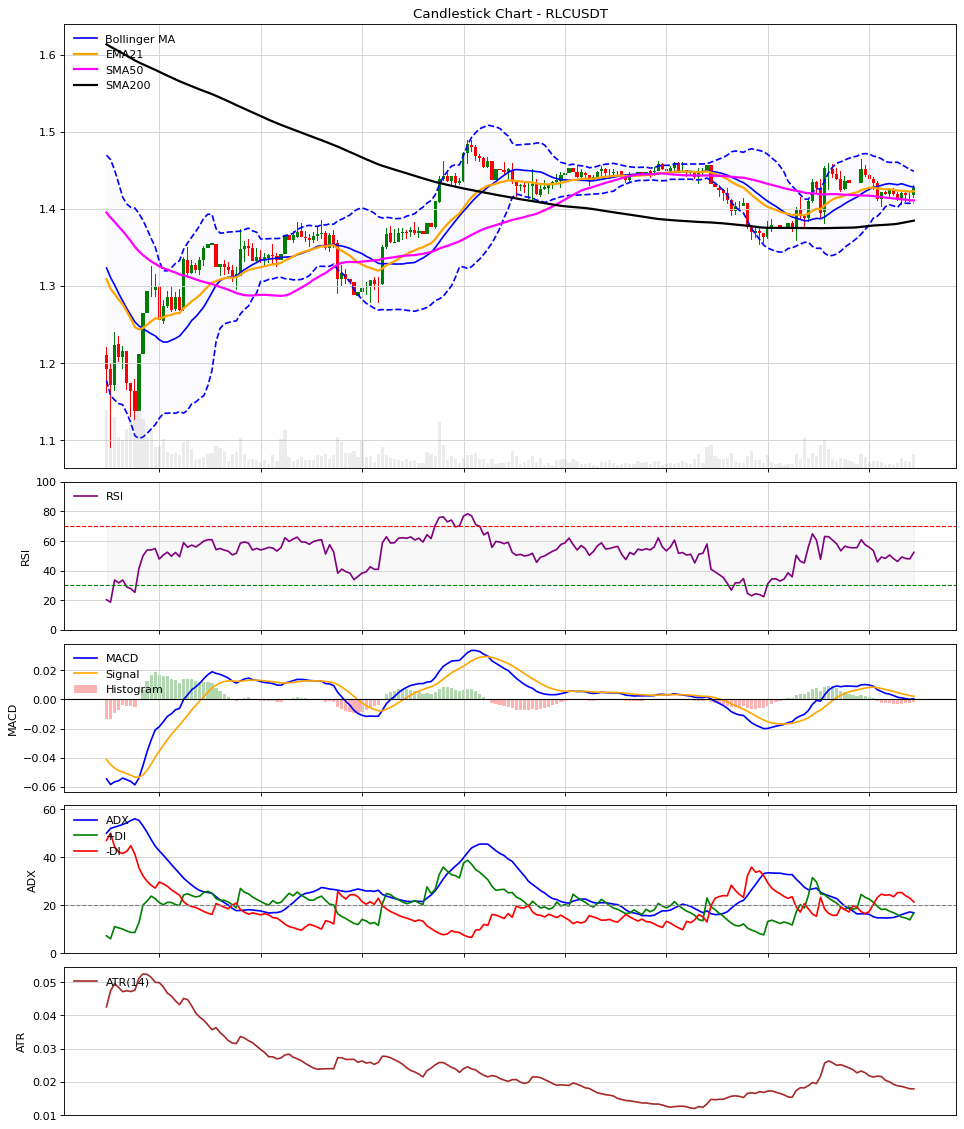 Candlestick Chart - RLCUSDT
Bollinger MA
EMA21
SMA50
SMA200
1.6
1.5
1.4
1.3
1.2
1.1
RSI
RSI
100
80
60
40
20
0
MACD
Signal
Histogram
MACD
0.02
0.00
−0.02
−0.04
−0.06
ADX
+DI
-DI
ADX
60
40
20
0
ATR(14)
ATR
0.05
0.04
0.03
0.02
0.01